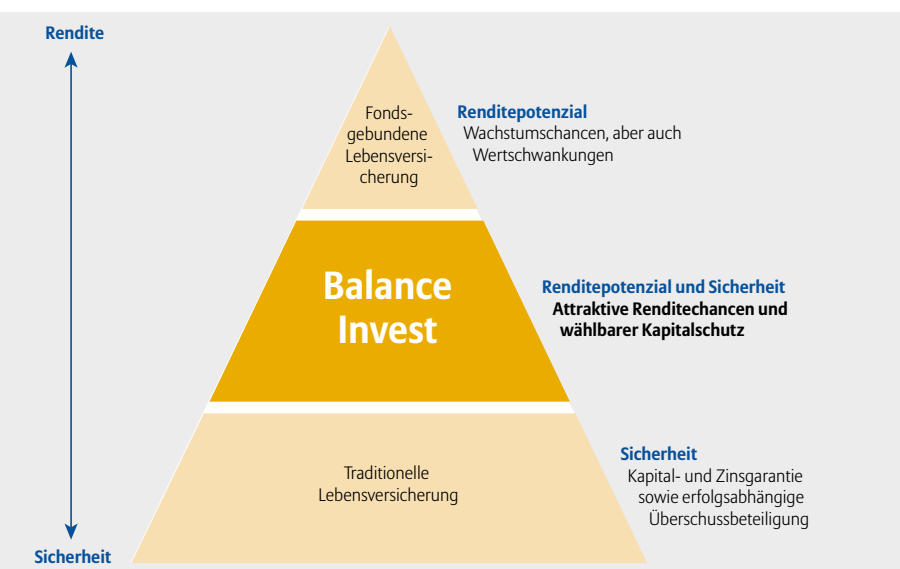 Rendite
Fonds-
gebundene
Lebensversi-
cherung
Renditepotenzial
Wachstumschancen, aber auch
Wertschwankungen
Balance
Invest
Renditepotenzial und Sicherheit
Attraktive Renditechancen und
wählbarer Kapitalschutz
Traditionelle
Lebensversicherung
Sicherheit
Kapital- und Zinsgarantie
sowie erfolgsabhängige
Überschussbeteiligung
Sicherheit